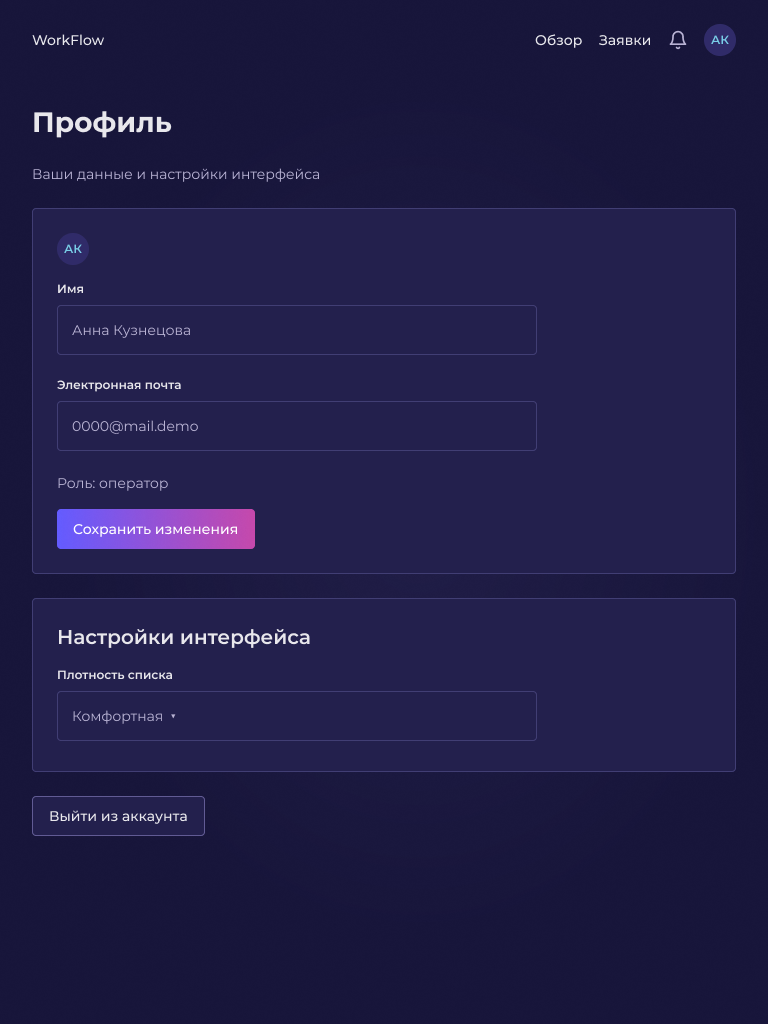 WorkFlow
Обзор Заявки АК
Профиль
Ваши данные и настройки интерфейса
АК
Имя
Анна Кузнецова
Электронная почта
0000@mail.demo
Роль: оператор
Сохранить изменения
Настройки интерфейса
Плотность списка
Комфортная ▾
Выйти из аккаунта